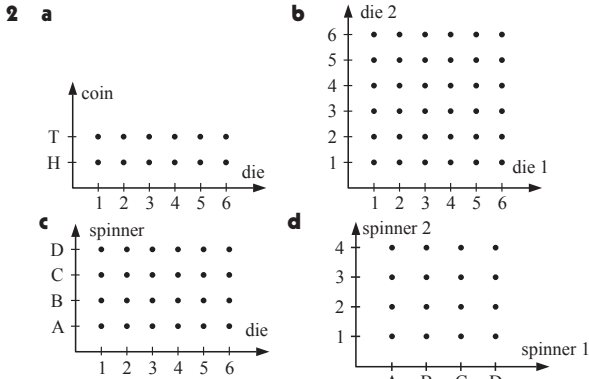 2 a
coin
T
H
die
1 2 3 4 5 6
b
die 2
6
5
4
3
2
1
die 1
1 2 3 4 5 6
c
spinner
D
C
B
A
die
1 2 3 4 5 6
d
spinner 2
4
3
2
1
spinner 1
A B C D